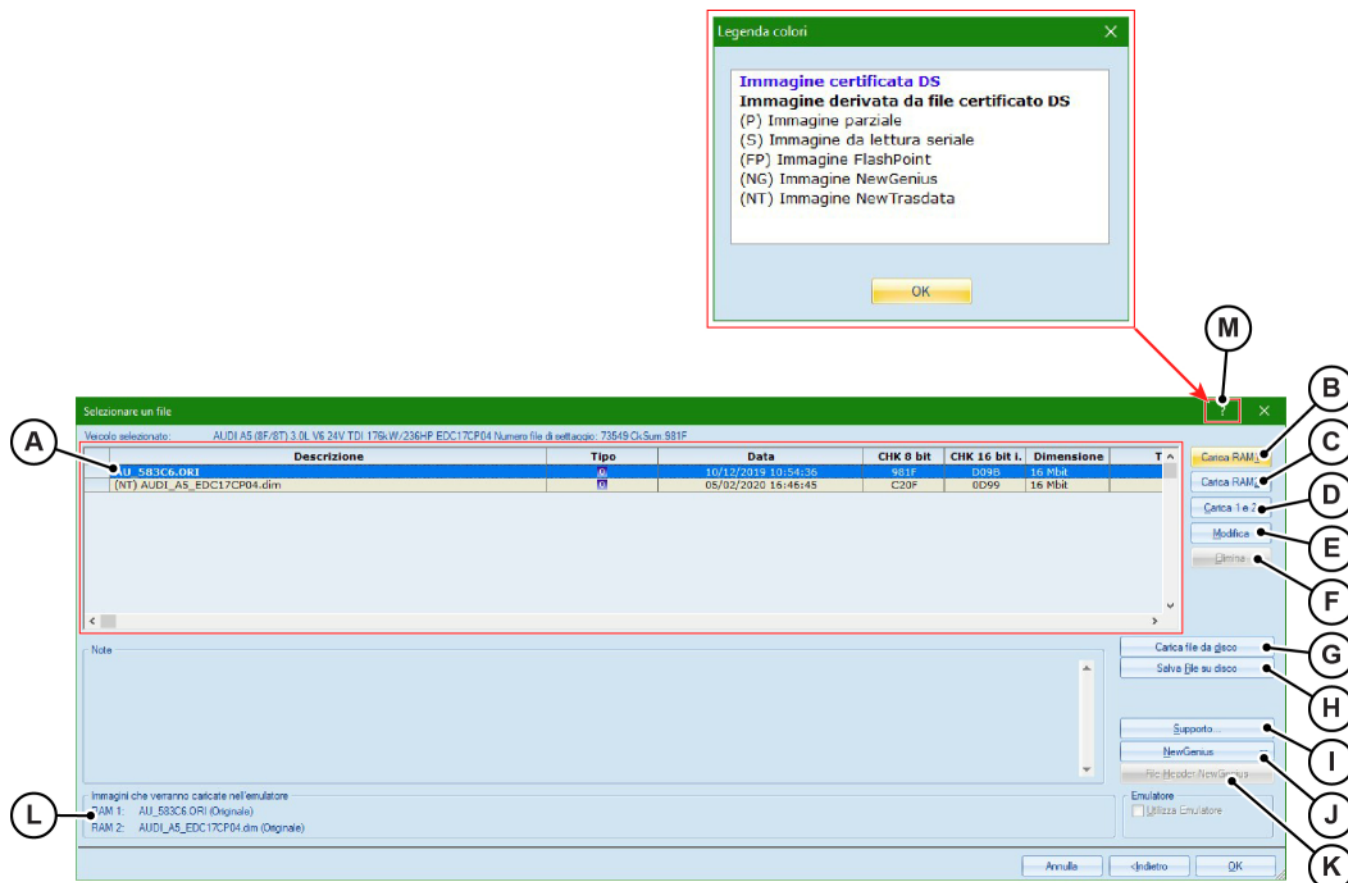 Legenda colori
Immagine certificata DS
Immagine derivata da file certificato DS
(P) Immagine parziale
(S) Immagine da lettura seriale
(FP) Immagine FlashPoint
(NG) Immagine NewGenius
(NT) Immagine NewTrasdata
OK
M
Selezionare un file
?
B
A
Veicolo selezionato: AUDI A5 (8F/8T) 3.0L V6 24V TDI 176kW/236HP EDC17CP04 Numero file di settaggio: 73549 CkSum:981F
Descrizione Tipo Data CHK 8 bit CHK 16 bit i. Dimensione T
Carica RAM1
C
AU_583C6.ORI 10/12/2019 10:54:36 981F D09B 16 Mbit
(NT) AUDI_A5_EDC17CP04.dim 05/02/2020 16:46:45 C20F 0D99 16 Mbit
Carica RAM2
D
Carica 1 e 2
Modifica
E
Elimina
F
Note
Carica file da disco
G
Salva File su disco
H
Supporto...
I
NewGenius
File Header NewGenius
J
Immagini che verranno caricate nell'emulatore
L
RAM 1: AU_583C6.ORI (Originale)
RAM 2: AUDI_A5_EDC17CP04.dim (Originale)
Emulatore
Utilizza Emulatore
K
Annulla
<Indietro
OK